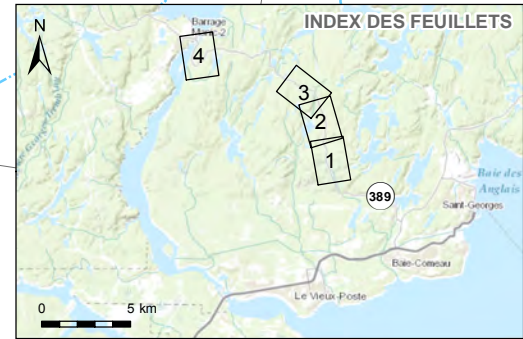 INDEX DES FEUILLETS
N
Barrage
4
3
2
1
389
Baie des
Anglais
Saint-Georges
Baie-Comeau
Le Vieux-Poste
0 5 km